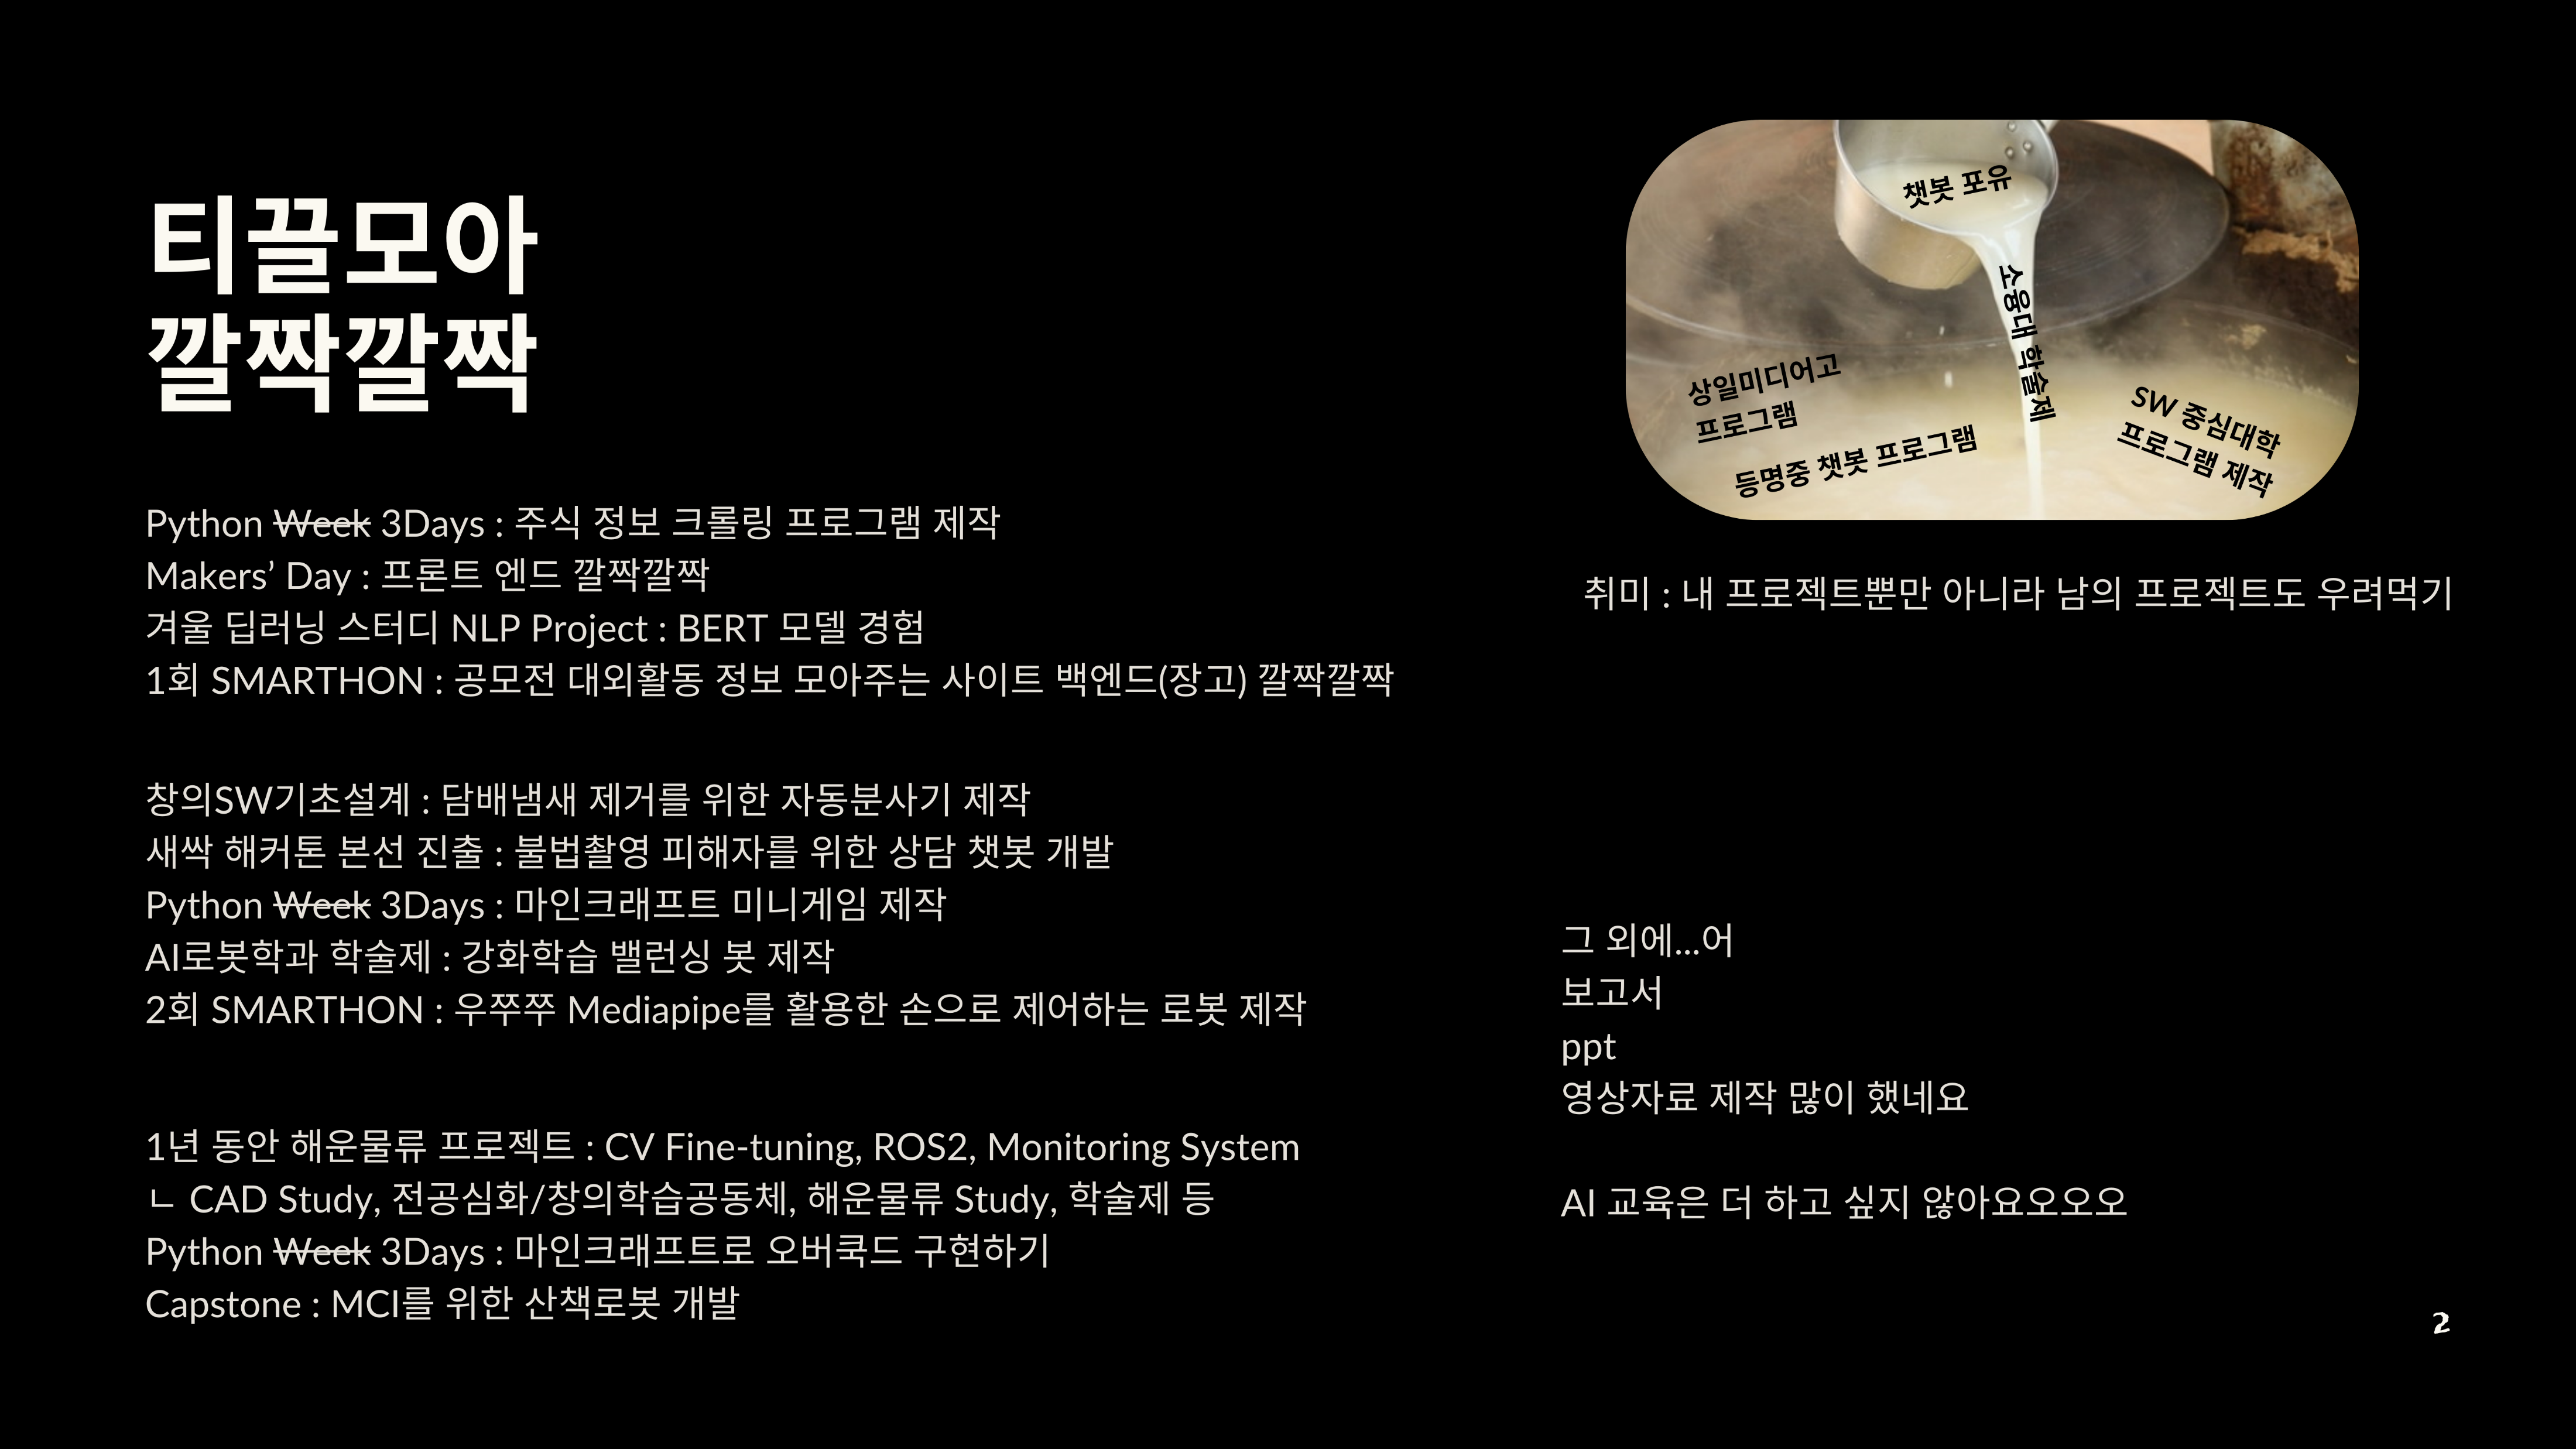 티끌모아
깔짝깔짝
Python Week 3Days : 주식 정보 크롤링 프로그램 제작
Makers’ Day : 프론트 엔드 깔짝깔짝
겨울 딥러닝 스터디 NLP Project : BERT 모델 경험
1회 SMARTHON : 공모전 대외활동 정보 모아주는 사이트 백엔드(장고) 깔짝깔짝
창의SW기초설계 : 담배냄새 제거를 위한 자동분사기 제작
새싹 해커톤 본선 진출 : 불법촬영 피해자를 위한 상담 챗봇 개발
Python Week 3Days : 마인크래프트 미니게임 제작
AI로봇학과 학술제 : 강화학습 밸런싱 봇 제작
2회 SMARTHON : 우쭈쭈 Mediapipe를 활용한 손으로 제어하는 로봇 제작
1년 동안 해운물류 프로젝트 : CV Fine-tuning, ROS2, Monitoring System
ㄴ CAD Study, 전공심화/창의학습공동체, 해운물류 Study, 학술제 등
Python Week 3Days : 마인크래프트로 오버쿸드 구현하기
Capstone : MCI를 위한 산책로봇 개발
챗봇 포유
소융대 학술제
상일미디어고
프로그램
등명중 챗봇 프로그램
SW 중심대학
프로그램 제작
취미 : 내 프로젝트뿐만 아니라 남의 프로젝트도 우려먹기
그 외에...어
보고서
ppt
영상자료 제작 많이 했네요
AI 교육은 더 하고 싶지 않아요오오오
2